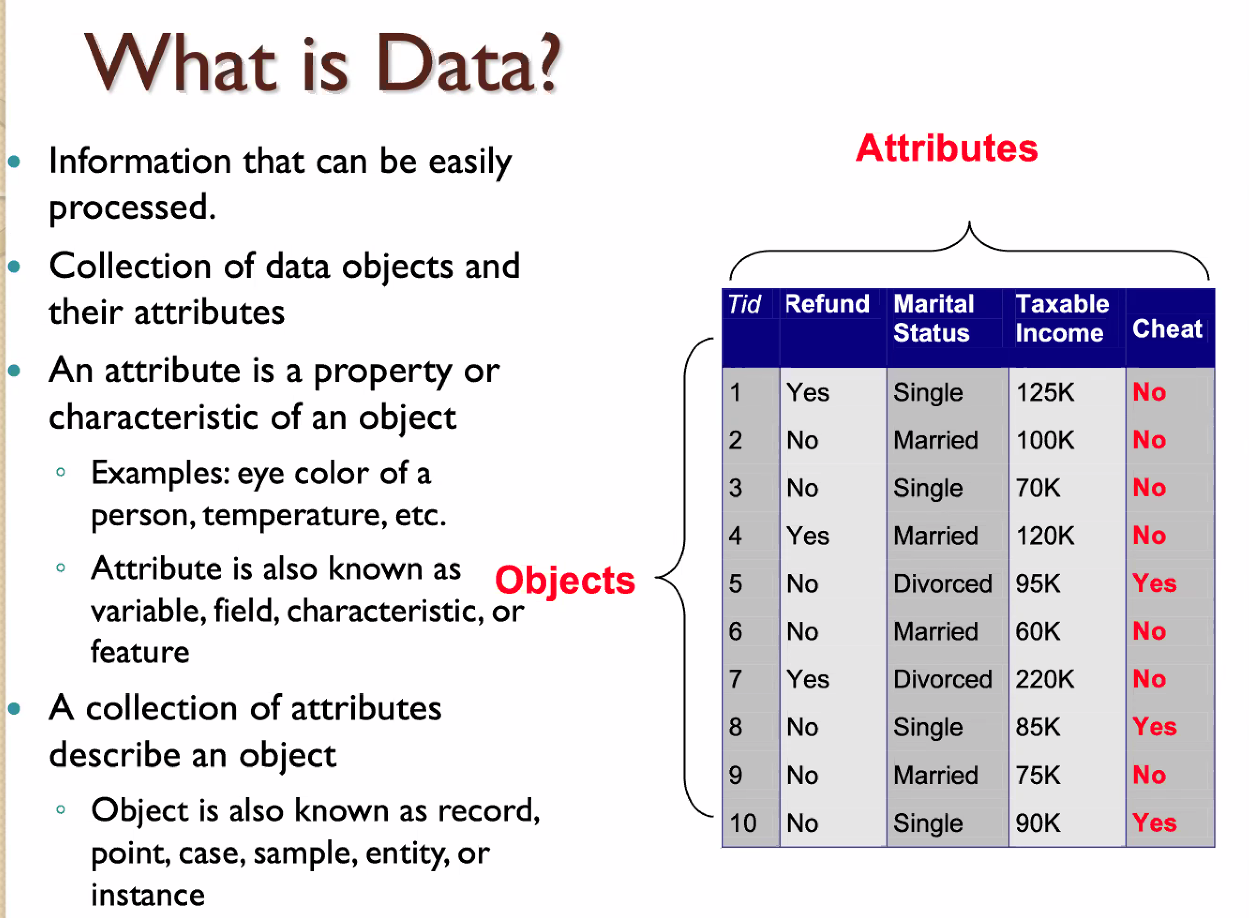 What is Data?
Information that can be easily
processed.
Collection of data objects and
their attributes
An attribute is a property or
characteristic of an object
Examples: eye color of a
person, temperature, etc.
Attribute is also known as
variable, field, characteristic, or
feature
A collection of attributes
describe an object
Object is also known as record,
point, case, sample, entity, or
instance
Attributes
Objects
Tid Refund Marital Status Taxable Income Cheat
1 Yes Single 125K No
2 No Married 100K No
3 No Single 70K No
4 Yes Married 120K No
5 No Divorced 95K Yes
6 No Married 60K No
7 Yes Divorced 220K No
8 No Single 85K Yes
9 No Married 75K No
10 No Single 90K Yes